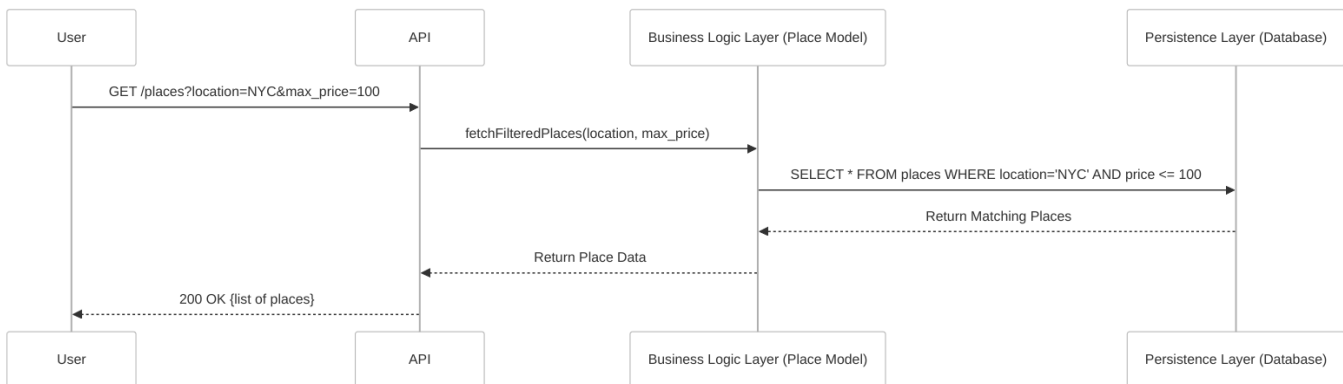 User
API
Business Logic Layer (Place Model)
Persistence Layer (Database)
GET /places?location=NYC&max_price=100
fetchFilteredPlaces(location, max_price)
SELECT * FROM places WHERE location='NYC' AND price <= 100
Return Matching Places
Return Place Data
200 OK {list of places}
User
API
Business Logic Layer (Place Model)
Persistence Layer (Database)